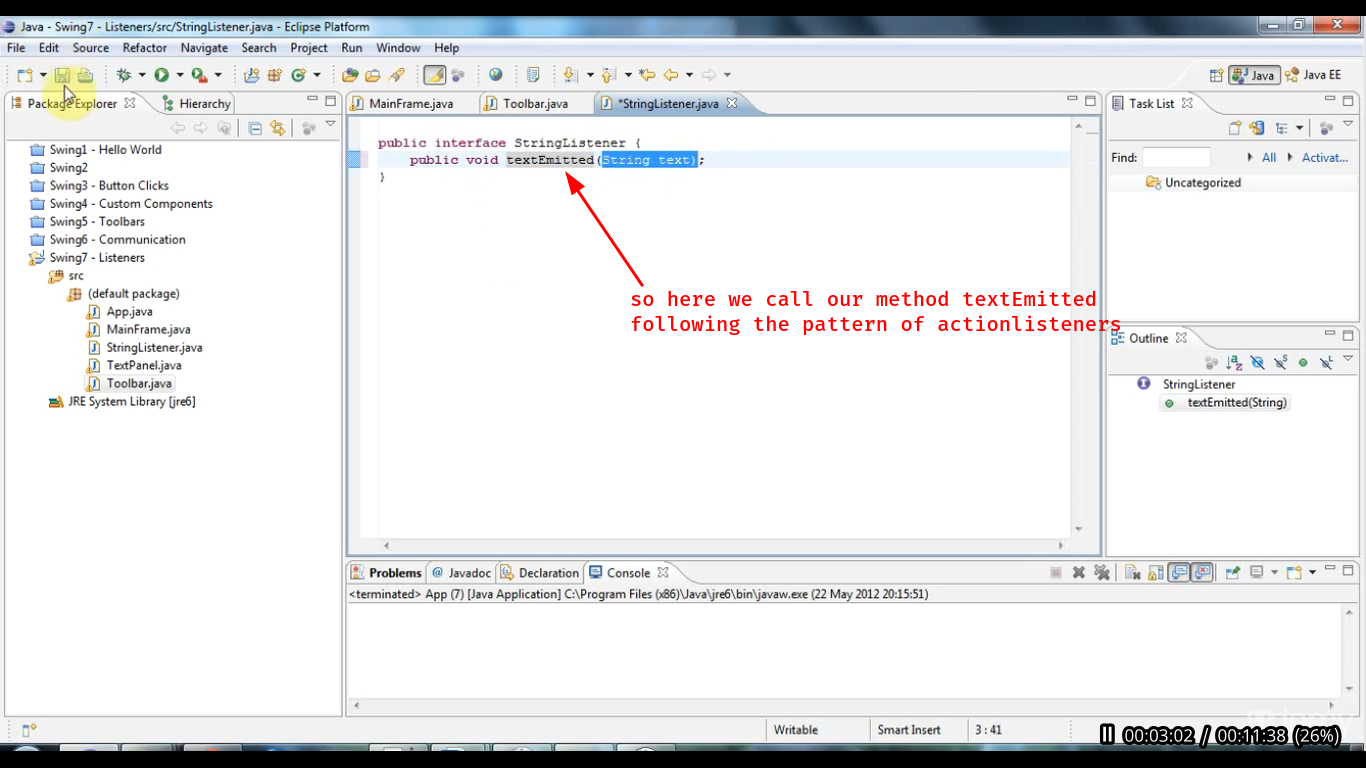 Java - Swing7 - Listeners/src/StringListener.java - Eclipse Platform
File Edit Source Refactor Navigate Search Project Run Window Help
Java Java EE
Package Explorer Hierarchy
MainFrame.java Toolbar.java *StringListener.java
Task List
Find: All Activat...
Uncategorized
Swing1 - Hello World
Swing2
Swing3 - Button Clicks
Swing4 - Custom Components
Swing5 - Toolbars
Swing6 - Communication
Swing7 - Listeners
src
(default package)
App.java
MainFrame.java
StringListener.java
TextPanel.java
Toolbar.java
JRE System Library [jre6]
public interface StringListener {
public void textEmitted(String text);
}
so here we call our method textEmitted
following the pattern of actionlisteners
Outline
StringListener
textEmitted(String)
Problems @ Javadoc Declaration Console
<terminated> App (7) [Java Application] C:\Program Files (x86)\Java\jre6\bin\javaw.exe (22 May 2012 20:15:51)
Writable Smart Insert 3 : 41
00:03:02 / 00:11:38 (26%)